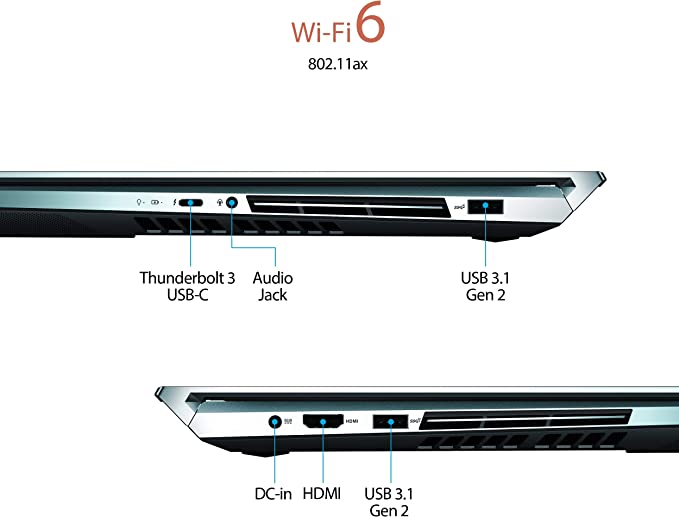 Wi-Fi 6
802.11ax
Thunderbolt 3
USB-C
Audio
Jack
USB 3.1
Gen 2
HDMI
DC-in
HDMI
USB 3.1
Gen 2